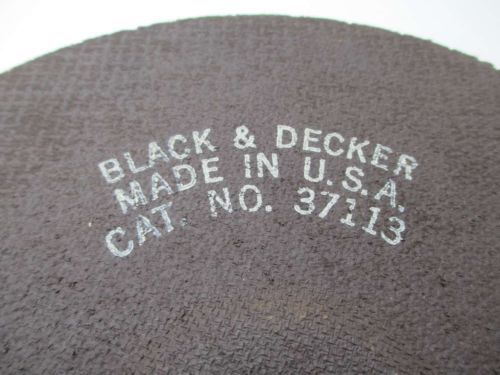 BLACK & DECKER
MADE IN U.S.A.
CAT. NO. 37113